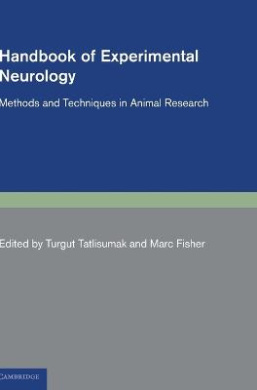 Handbook of Experimental
Neurology
Methods and Techniques in Animal Research
Edited by Turgut Tatlisumak and Marc Fisher
CAMBRIDGE